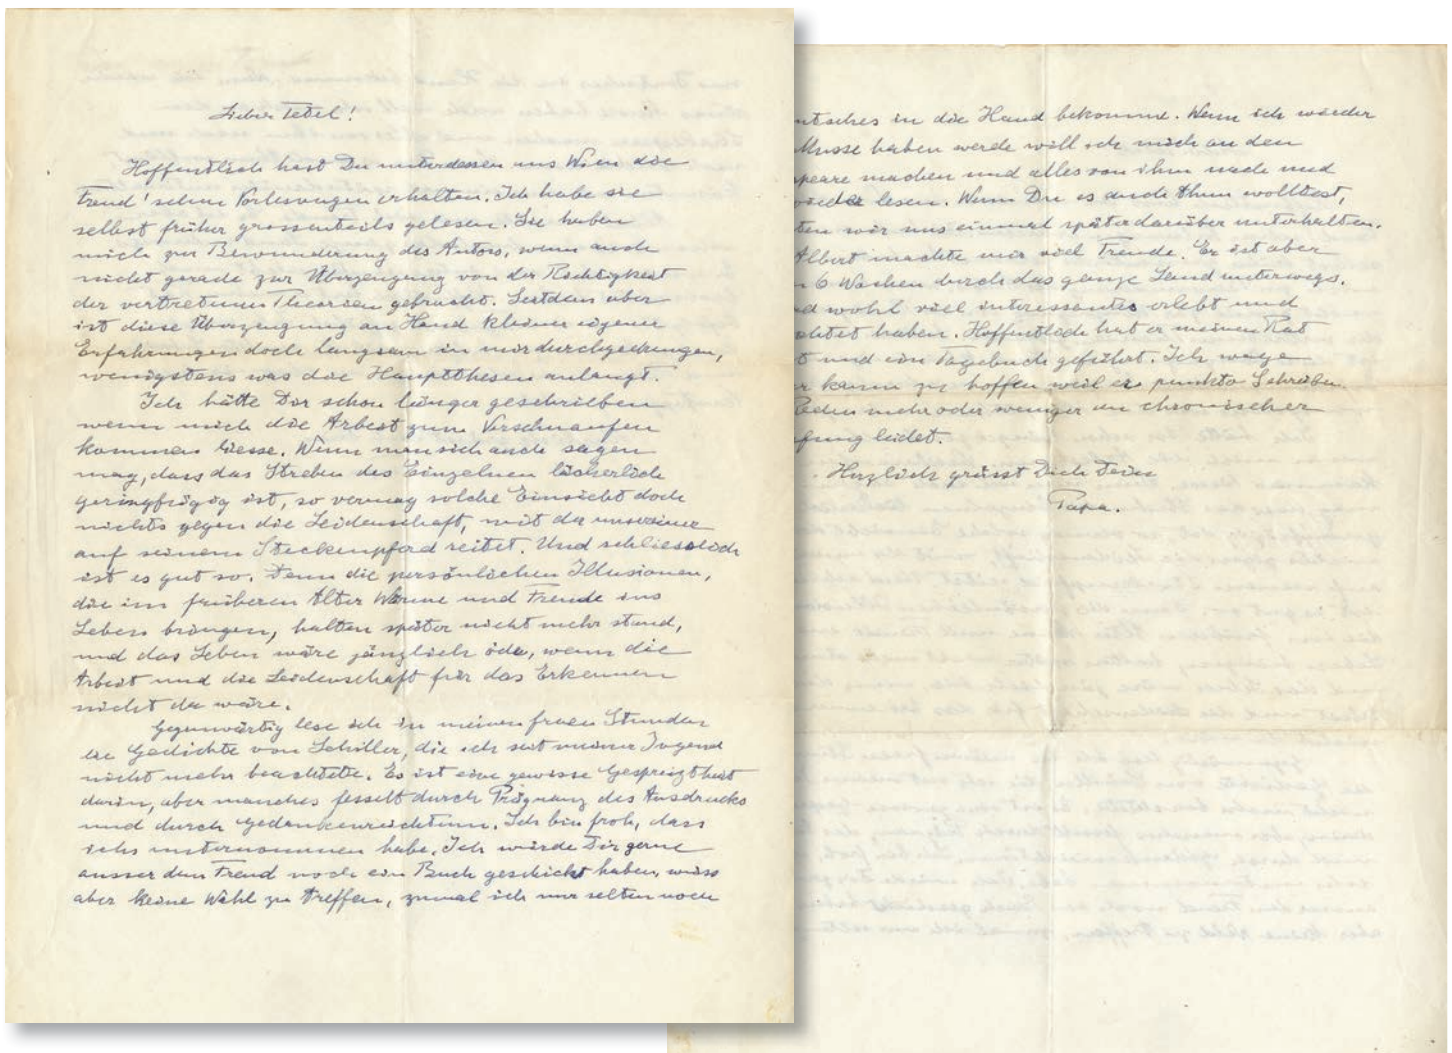 Lieber Tetel!
Hoffentlich hast Du unterdessen aus Wien die
Freud'schen Vorlesungen erhalten. Ich habe sie
selbst früher grossenteils gelesen. Sie haben
mich zur Bewunderung des Autors, wenn auch
nicht gerade zur Überzeugung von der Richtigkeit
der vertretenen Theorien gebracht. Seitdem aber
ist diese Überzeugung an Hand kleiner eigener
Erfahrungen doch langsam in mir durchgedrungen,
wenigstens was die Hauptthesen anlangt.
Ich hätte Dir schon länger geschrieben
wenn mich die Arbeit zum Verschnaufen
kommen liesse. Wenn man sich auch sagen
mag, dass das Streben des Einzelnen lächerlich
geringfügig ist, so vermag solche Einsicht doch
nichts gegen die Leidenschaft, mit der unsereiner
auf seinem Steckenpferd reitet. Und schliesslich
ist es gut so. Denn die persönlichen Illusionen,
die im früheren Alter Wärme und Freude ins
Leben bringen, halten später nicht mehr stand,
und das Leben wäre gänzlich öde, wenn die
Arbeit und die Leidenschaft für das Erkennen
nicht da wäre.
Gegenwärtig lese ich in meinen freien Stunden
die Gedichte von Schiller, die ich seit meiner Jugend
nicht mehr beachtete. Es ist eine gewisse Gespreiztheit
darin, aber manches fesselt durch Prägnanz des Ausdrucks
und durch Gedankenreichtum. Ich bin froh, dass
ichs unternommen habe. Ich würde Dir gerne
ausser dem Freud noch ein Buch geschickt haben, weiss
aber keine Wahl zu treffen, zumal ich nur selten noch
ntsches in die Hand bekomme. Wenn ich wieder
Musse haben werde will ich mich an den
peare machen und alles von ihm nach und
wieder lesen. Wenn Du es auch thun wolltest,
ten wir uns einmal später darüber unterhalten.
Albert machte mir viel Freude. Er ist aber
n 6 Wochen durch das ganze Land unterwegs.
d wohl viel interessantes erlebt und
chtet haben. Hoffentlich hat er meinen Rat
t und ein Tagebuch geführt. Ich wage
r kaum zu hoffen weil er punkto Schreiben
Reden mehr oder weniger an chronischer
fung leidet.
Herzlich grüsst Dich Dein
Papa.